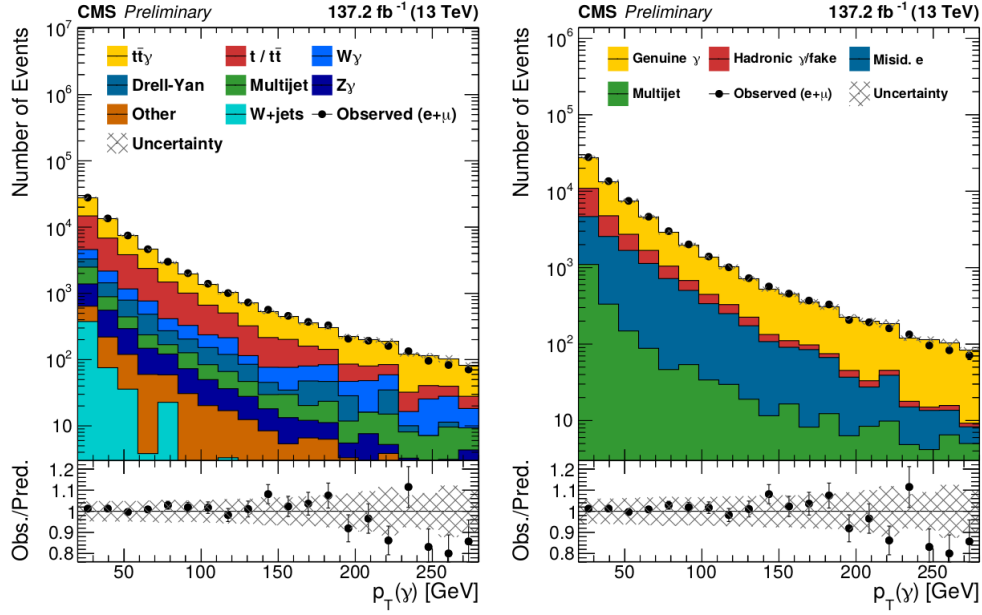 CMS Preliminary 137.2 fb⁻¹ (13 TeV)
Number of Events
10⁷
10⁶
10⁵
10⁴
10³
10²
10
tt̄γ t / tt̄ Wγ
Drell-Yan Multijet Zγ
Other W+jets Observed (e+μ)
Uncertainty
Obs./Pred.
1.2
1.1
1.0
0.9
0.8
50 100 150 200 250
p_T(γ) [GeV]
CMS Preliminary 137.2 fb⁻¹ (13 TeV)
Number of Events
10⁶
10⁵
10⁴
10³
10²
10
Genuine γ Hadronic γ/fake Misid. e
Multijet Observed (e+μ) Uncertainty
Obs./Pred.
1.2
1.1
1.0
0.9
0.8
50 100 150 200 250
p_T(γ) [GeV]